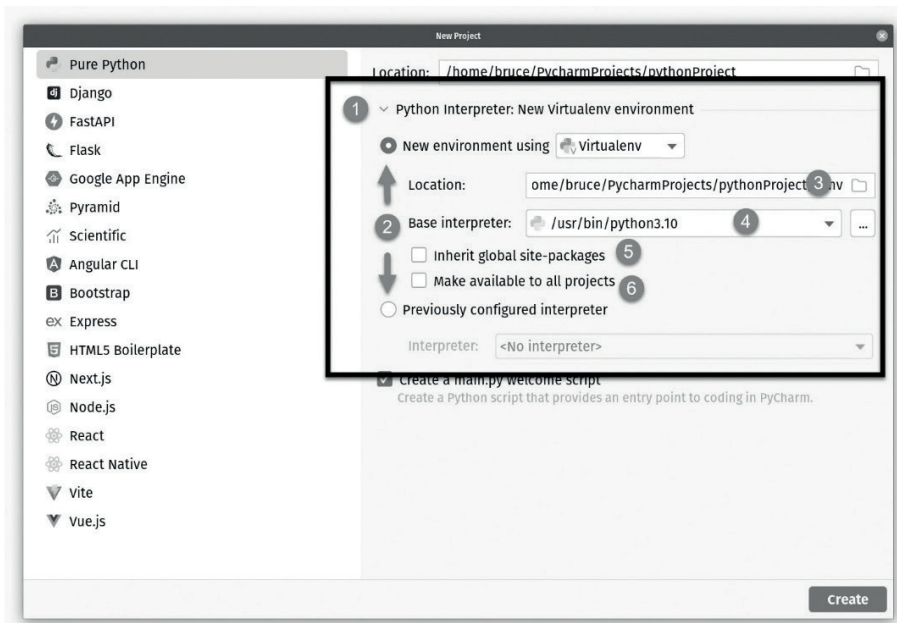 New Project
Pure Python
Django
FastAPI
Flask
Google App Engine
Pyramid
Scientific
Angular CLI
Bootstrap
Express
HTML5 Boilerplate
Next.js
Node.js
React
React Native
Vite
Vue.js
Location: /home/bruce/PycharmProjects/pythonProject
1 Python Interpreter: New Virtualenv environment
New environment using Virtualenv
Location: ome/bruce/PycharmProjects/pythonProject 3 nv
2 Base interpreter: /usr/bin/python3.10 4 ...
Inherit global site-packages 5
Make available to all projects 6
Previously configured interpreter
Interpreter: <No interpreter>
Create a main.py welcome script
Create a Python script that provides an entry point to coding in PyCharm.
Create